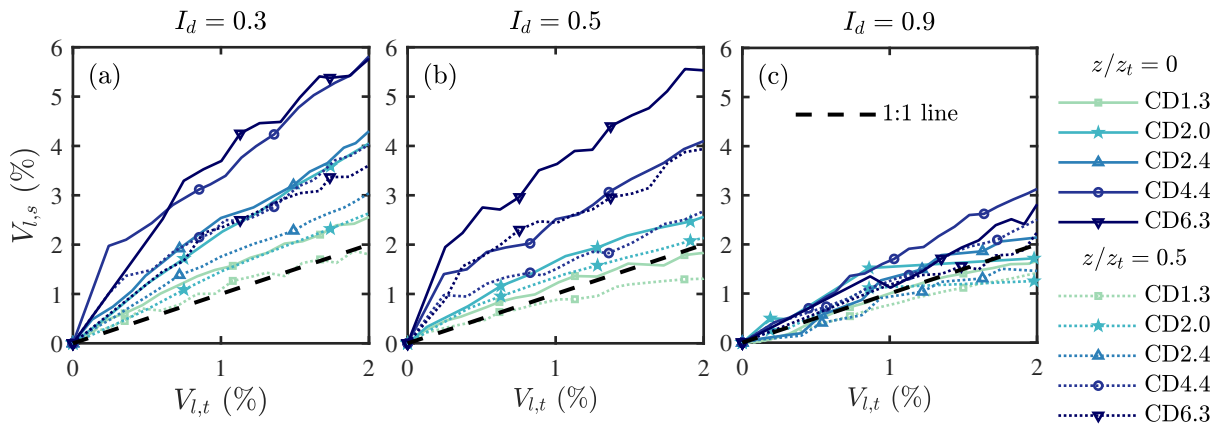 I_d = 0.3
I_d = 0.5
I_d = 0.9
(a)
(b)
(c)
6
5
4
3
2
1
0
V_{l,s} (%)
0 1 2
V_{l,t} (%)
6
5
4
3
2
1
0
0 1 2
V_{l,t} (%)
6
5
4
3
2
1
0
0 1 2
V_{l,t} (%)
1:1 line
z/z_t = 0
CD1.3
CD2.0
CD2.4
CD4.4
CD6.3
z/z_t = 0.5
CD1.3
CD2.0
CD2.4
CD4.4
CD6.3